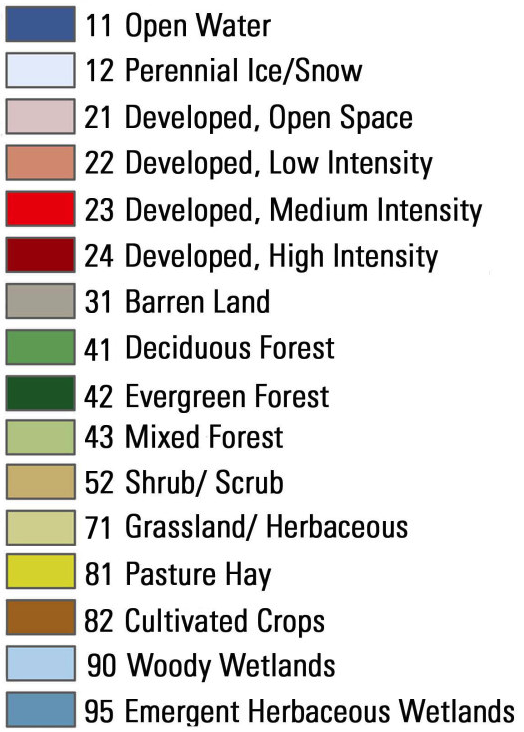 11 Open Water
12 Perennial Ice/Snow
21 Developed, Open Space
22 Developed, Low Intensity
23 Developed, Medium Intensity
24 Developed, High Intensity
31 Barren Land
41 Deciduous Forest
42 Evergreen Forest
43 Mixed Forest
52 Shrub/ Scrub
71 Grassland/ Herbaceous
81 Pasture Hay
82 Cultivated Crops
90 Woody Wetlands
95 Emergent Herbaceous Wetlands